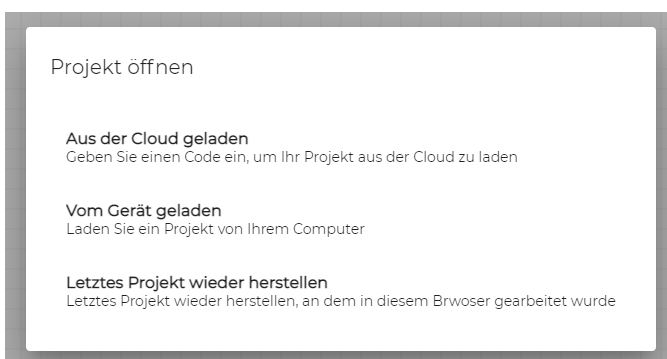 Projekt öffnen
Aus der Cloud geladen
Geben Sie einen Code ein, um Ihr Projekt aus der Cloud zu laden
Vom Gerät geladen
Laden Sie ein Projekt von Ihrem Computer
Letztes Projekt wieder herstellen
Letztes Projekt wieder herstellen, an dem in diesem Brwoser gearbeitet wurde